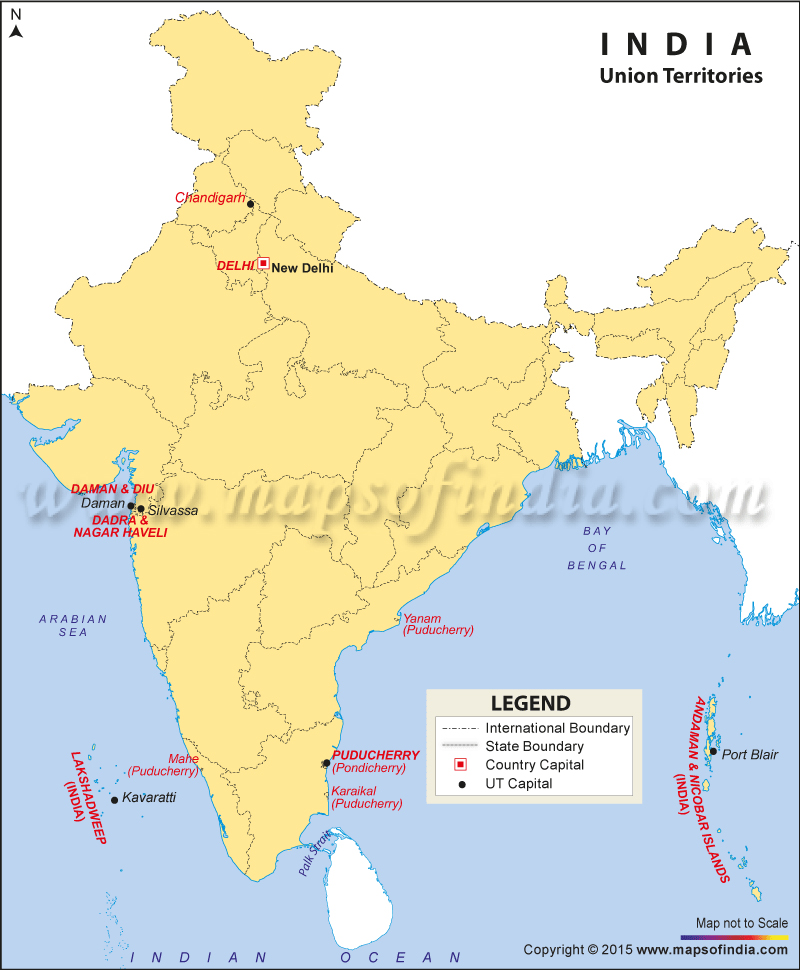 N
INDIA
Union Territories
Chandigarh
DELHI
New Delhi
DAMAN & DIU
Daman
Silvassa
DADRA &
NAGAR HAVELI
www.mapsofindia.com
BAY
OF
BENGAL
ARABIAN
SEA
Yanam
(Puducherry)
LEGEND
International Boundary
State Boundary
Country Capital
UT Capital
Mahe
(Puducherry)
PUDUCHERRY
(Pondicherry)
Karaikal
(Puducherry)
LAKSHADWEEP
(INDIA)
Kavaratti
ANDAMAN & NICOBAR ISLANDS
(INDIA)
Port Blair
Palk Strait
Map not to Scale
Copyright © 2015 www.mapsofindia.com
INDIAN OCEAN